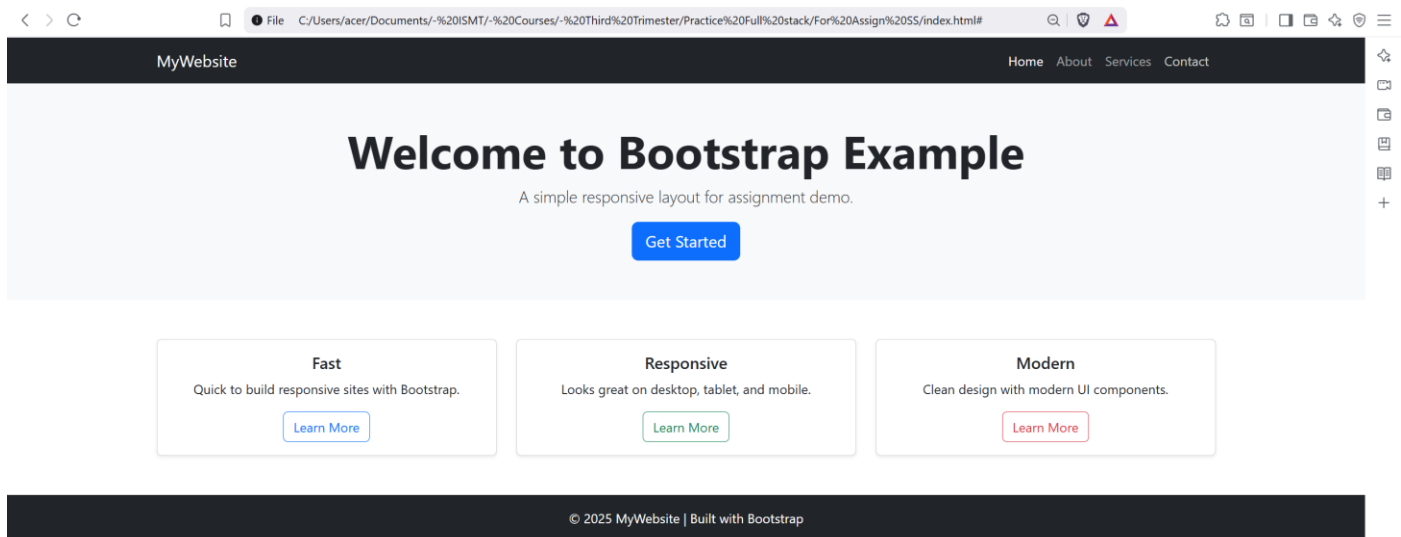 File C:/Users/acer/Documents/-%20ISMT/-%20Courses/-%20Third%20Trimester/Practice%20Full%20stack/For%20Assign%20SS/index.html#
MyWebsite Home About Services Contact
Welcome to Bootstrap Example
A simple responsive layout for assignment demo.
Get Started
Fast
Quick to build responsive sites with Bootstrap.
Learn More
Responsive
Looks great on desktop, tablet, and mobile.
Learn More
Modern
Clean design with modern UI components.
Learn More
© 2025 MyWebsite | Built with Bootstrap